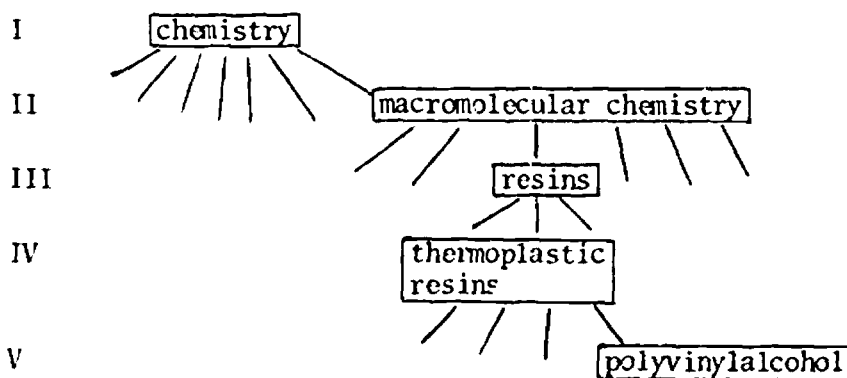 I chemistry
II macromolecular chemistry
III resins
IV thermoplastic
resins
V polyvinylalcohol